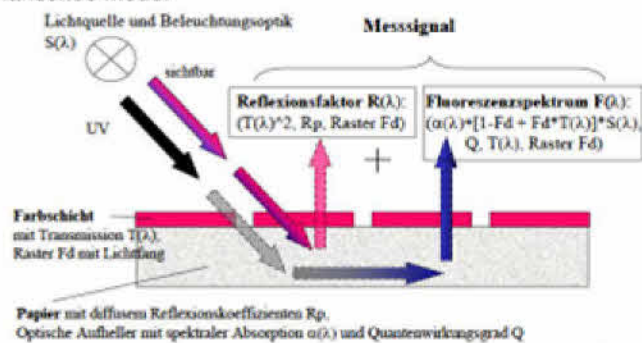 Lichtquelle und Beleuchtungsoptik
S(λ)
Messsignal
sichtbar
UV
Reflexionsfaktor R(λ):
(T(λ)^2, Rp, Raster Fd)
+
Fluoreszenzspektrum F(λ):
(α(λ)*[1-Fd + Fd*T(λ)]*S(λ),
Q, T(λ), Raster Fd)
Farbschicht
mit Transmission T(λ),
Raster Fd mit Lichtfang
Papier mit diffusem Reflexionskoeffizienten Rp,
Optische Aufheller mit spektraler Absorption α(λ) und Quantenwirkungsgrad Q